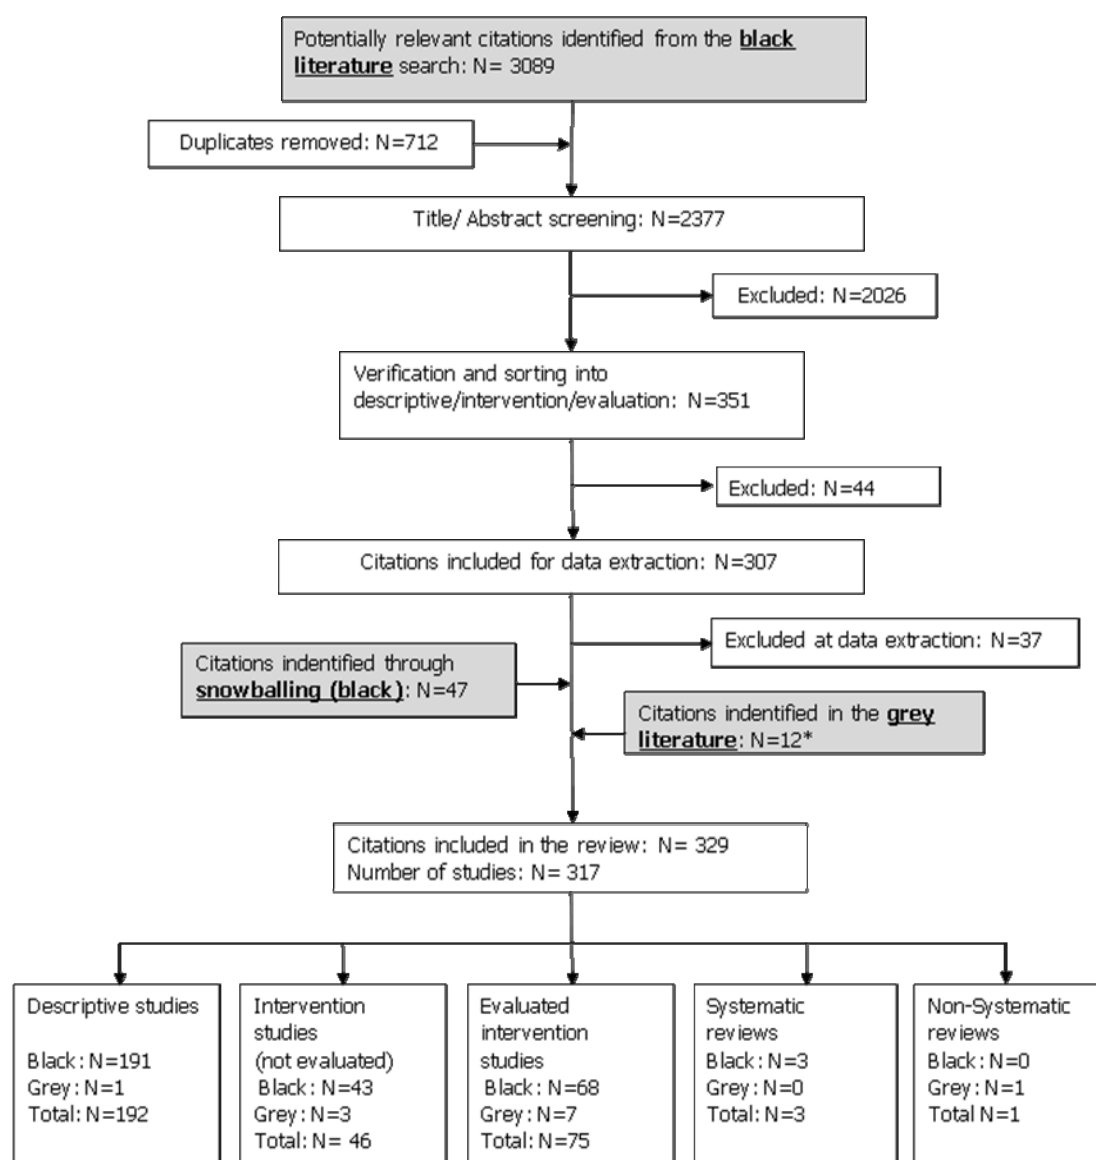 Potentially relevant citations identified from the black
literature search: N= 3089
Duplicates removed: N=712
Title/ Abstract screening: N=2377
Excluded: N=2026
Verification and sorting into
descriptive/intervention/evaluation: N=351
Excluded: N=44
Citations included for data extraction: N=307
Excluded at data extraction: N=37
Citations indentified through
snowballing (black): N=47
Citations indentified in the grey
literature: N=12*
Citations included in the review: N= 329
Number of studies: N= 317
Descriptive studies
Black: N=191
Grey: N=1
Total: N=192
Intervention
studies
(not evaluated)
Black: N=43
Grey: N=3
Total: N= 46
Evaluated
intervention
studies
Black: N=68
Grey: N=7
Total: N=75
Systematic
reviews
Black: N=3
Grey: N=0
Total: N=3
Non-Systematic
reviews
Black: N=0
Grey: N=1
Total N=1